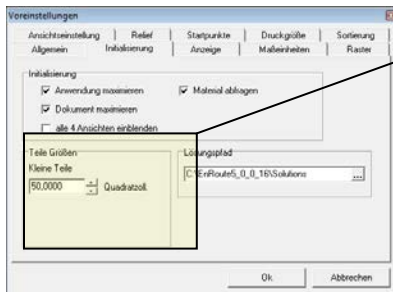 Voreinstellungen
Ansichtseinstellung Relief Startpunkte Druckgröße Sortierung
Allgemein Initialisierung Anzeige Maßeinheiten Raster
Initialisierung
Anwendung maximieren Material abfragen
Dokument maximieren
alle 4 Ansichten einblenden
Teile Größen Lösungspfad
Kleine Teile
50,0000 Quadratzoll C:\EnRoute5_0_0_16\Solutions ...
Ok Abbrechen